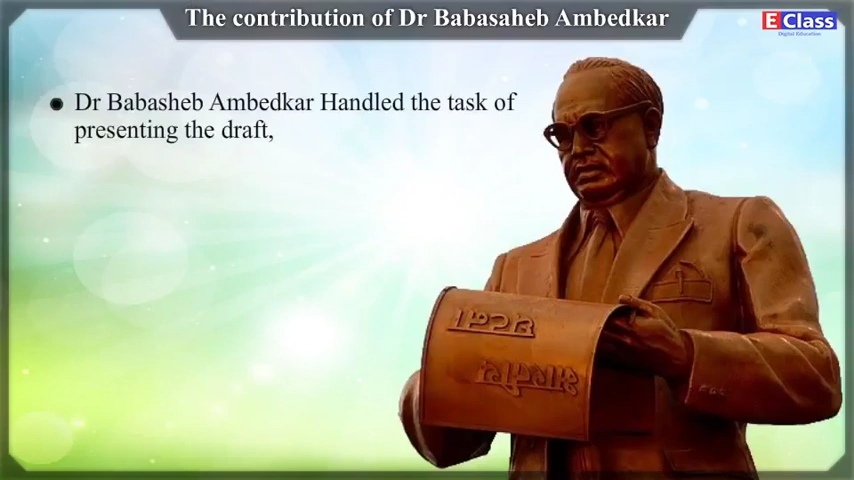 The contribution of Dr Babasaheb Ambedkar
E Class
Digital Education
Dr Babasheb Ambedkar Handled the task of
presenting the draft,